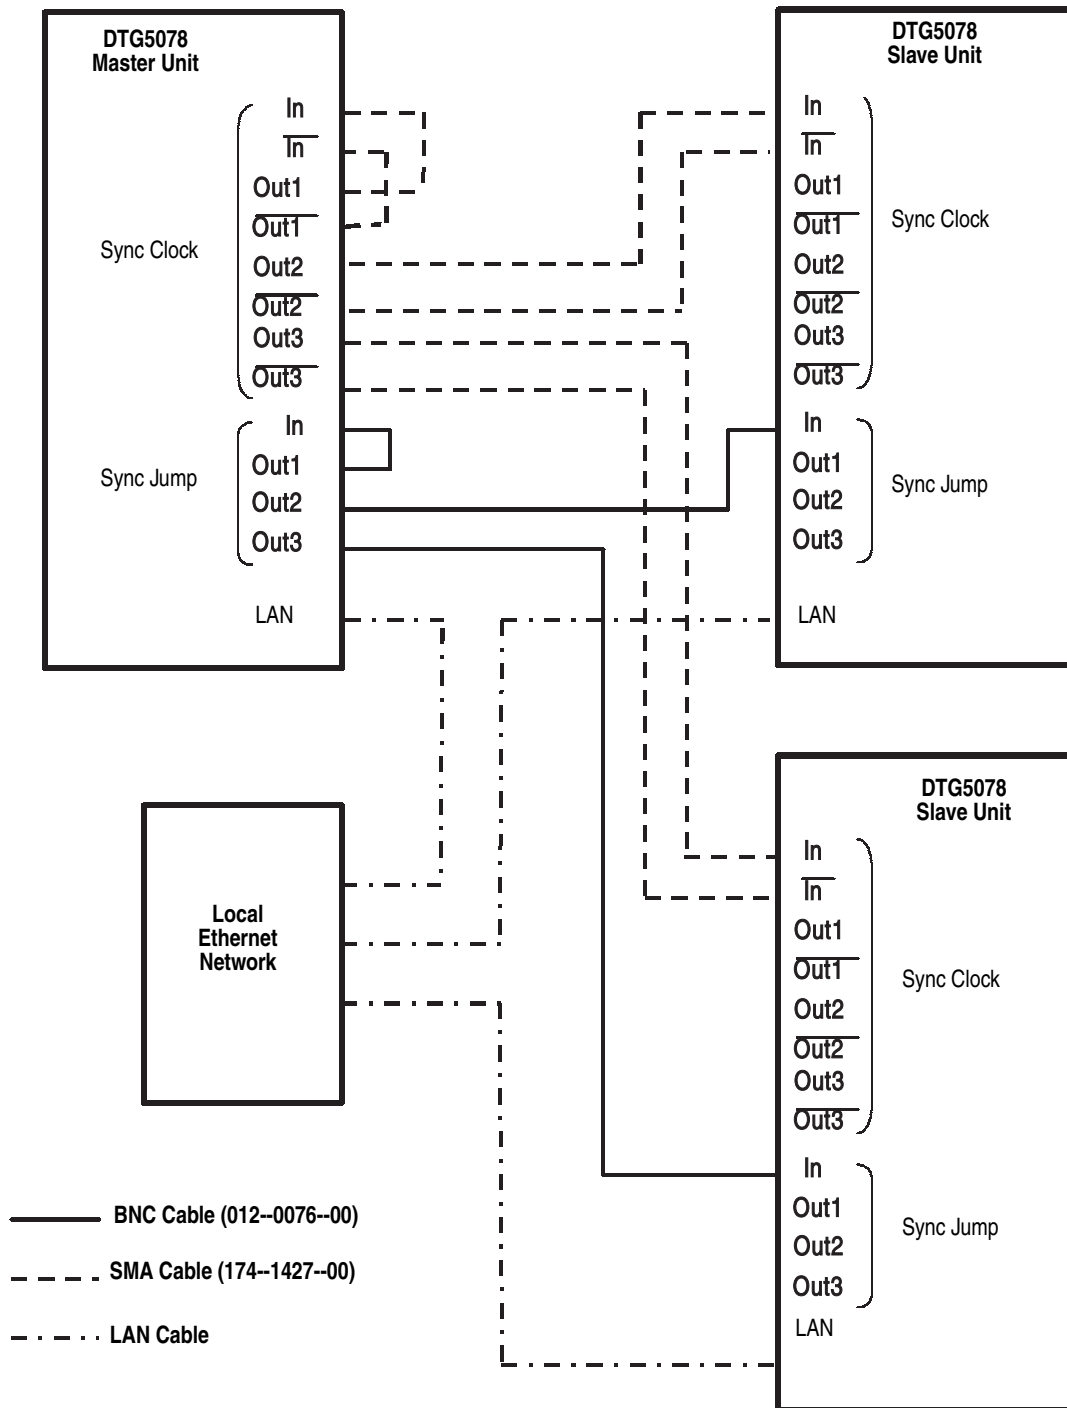 DTG5078
Master Unit
In
In
Out1
Out1
Out2
Out2
Out3
Out3
Sync Clock
In
Out1
Out2
Out3
Sync Jump
LAN
DTG5078
Slave Unit
In
In
Out1
Out1
Out2
Out2
Out3
Out3
Sync Clock
In
Out1
Out2
Out3
Sync Jump
LAN
Local
Ethernet
Network
DTG5078
Slave Unit
In
In
Out1
Out1
Out2
Out2
Out3
Out3
Sync Clock
In
Out1
Out2
Out3
Sync Jump
LAN
BNC Cable (012--0076--00)
SMA Cable (174--1427--00)
LAN Cable